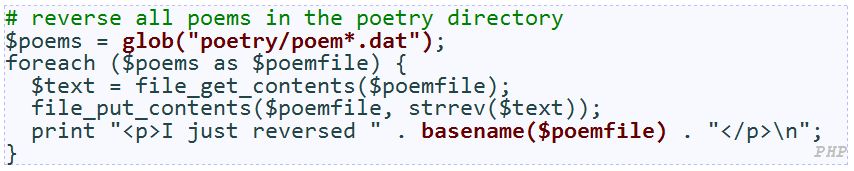 # reverse all poems in the poetry directory
$poems = glob("poetry/poem*.dat");
foreach ($poems as $poemfile) {
  $text = file_get_contents($poemfile);
  file_put_contents($poemfile, strrev($text));
  print "<p>I just reversed " . basename($poemfile) . "</p>\n";
}
PHP